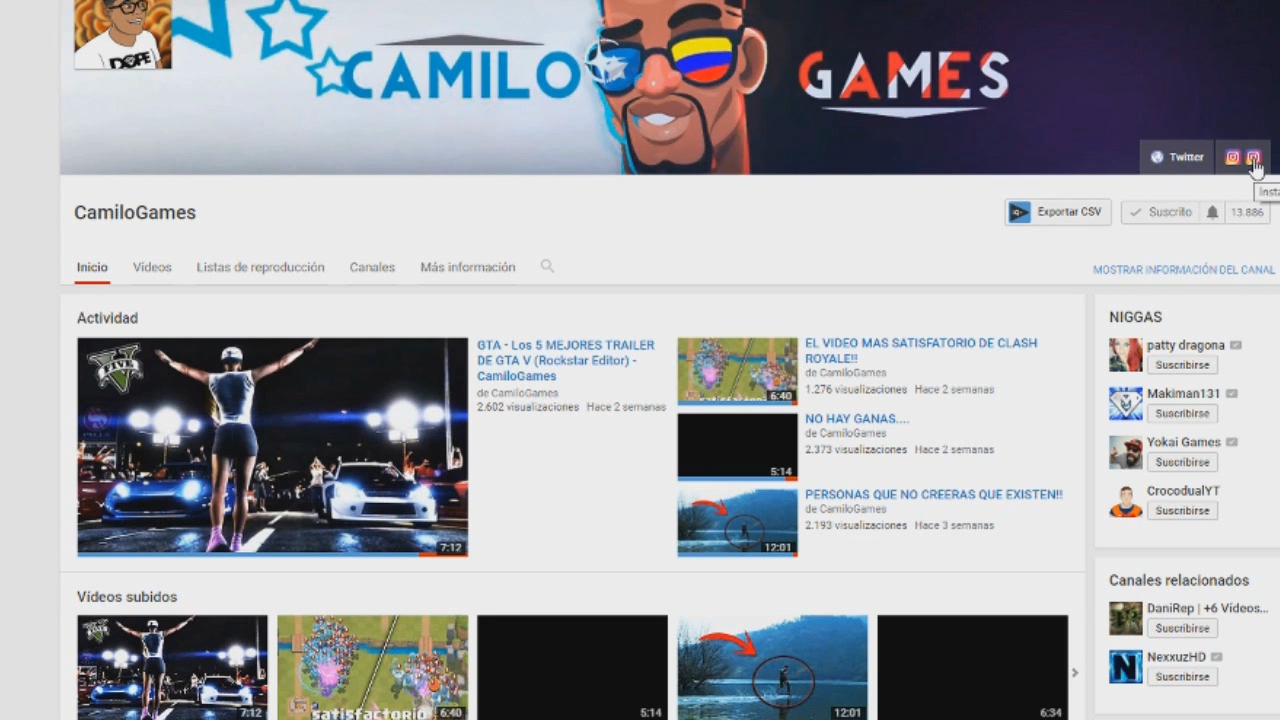 DOPE
CAMILO
GAMES
Twitter
CamiloGames
Exportar CSV
Suscrito
13.886
Inicio
Vídeos
Listas de reproducción
Canales
Más información
MOSTRAR INFORMACIÓN DEL CANAL
Actividad
V
FIVE
7:12
GTA - Los 5 MEJORES TRAILER
DE GTA V (Rockstar Editor) -
CamiloGames
de CamiloGames
2.602 visualizaciones Hace 2 semanas
6:40
EL VIDEO MAS SATISFATORIO DE CLASH
ROYALE!!
de CamiloGames
1.276 visualizaciones Hace 2 semanas
5:14
NO HAY GANAS....
de CamiloGames
2.373 visualizaciones Hace 2 semanas
12:01
PERSONAS QUE NO CREERAS QUE EXISTEN!!
de CamiloGames
2.193 visualizaciones Hace 3 semanas
NIGGAS
patty dragona
Suscribirse
Makiman131
Suscribirse
Yokai Games
Suscribirse
CrocodualYT
Suscribirse
Canales relacionados
DaniRep | +6 Vídeos...
Suscribirse
NexxuzHD
Suscribirse
Vídeos subidos
7:12
satisfactorio
6:40
5:14
12:01
6:34